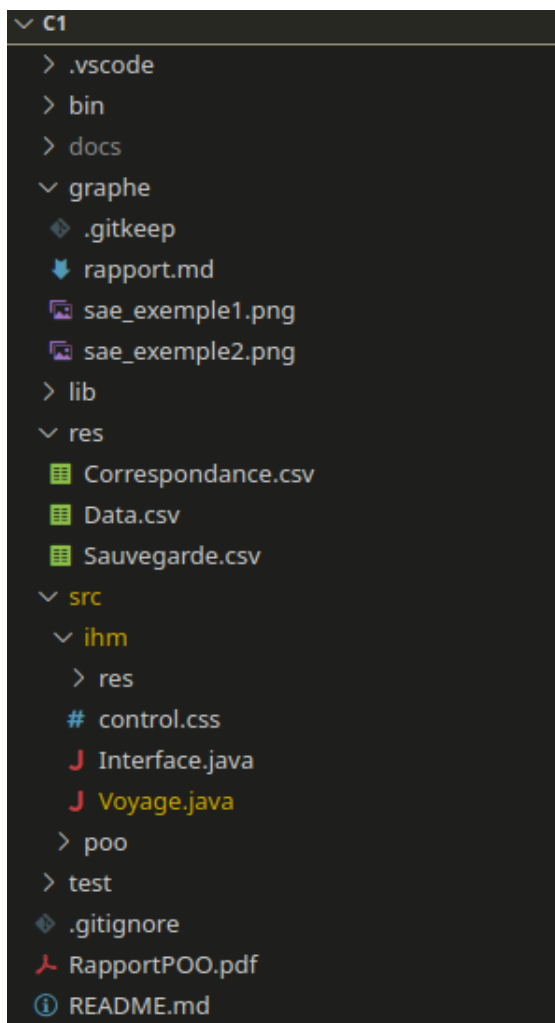 C1
.vscode
bin
docs
graphe
.gitkeep
rapport.md
sae_exemple1.png
sae_exemple2.png
lib
res
Correspondance.csv
Data.csv
Sauvegarde.csv
src
ihm
res
# control.css
J Interface.java
J Voyage.java
poo
test
.gitignore
RapportPOO.pdf
README.md